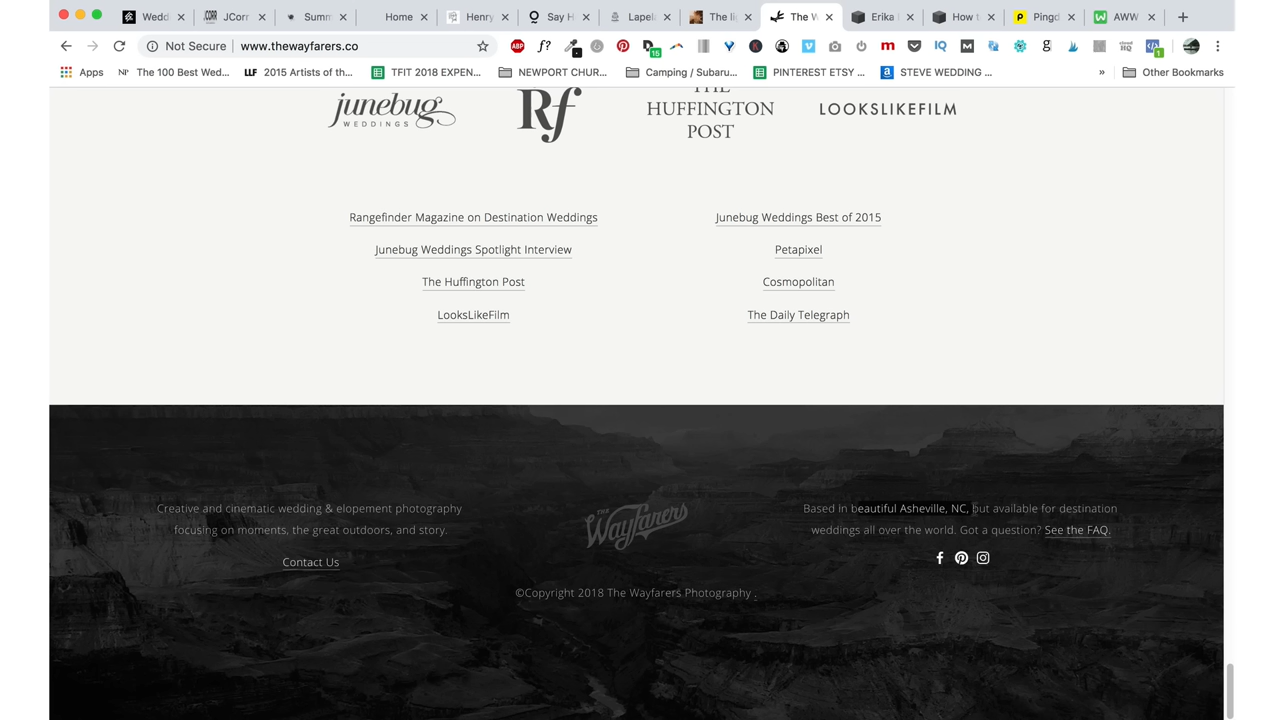 Wedd
JCorr
Summ
Home
Henry
Say H
Lapel
The li
The W
Erika
How t
Pingd
AWW
Not Secure
www.thewayfarers.co
Apps
The 100 Best Wed...
LLF 2015 Artists of th...
TFIT 2018 EXPEN...
NEWPORT CHUR...
Camping / Subaru...
PINTEREST ETSY ...
STEVE WEDDING ...
»
Other Bookmarks
junebug
WEDDINGS
Rf
THE
HUFFINGTON
POST
LOOKSLIKEFILM
Rangefinder Magazine on Destination Weddings
Junebug Weddings Best of 2015
Junebug Weddings Spotlight Interview
Petapixel
The Huffington Post
Cosmopolitan
LooksLikeFilm
The Daily Telegraph
Creative and cinematic wedding & elopement photography
focusing on moments, the great outdoors, and story.
Contact Us
THE
Wayfarers
Based in beautiful Asheville, NC, but available for destination
weddings all over the world. Got a question? See the FAQ.
©Copyright 2018 The Wayfarers Photography .